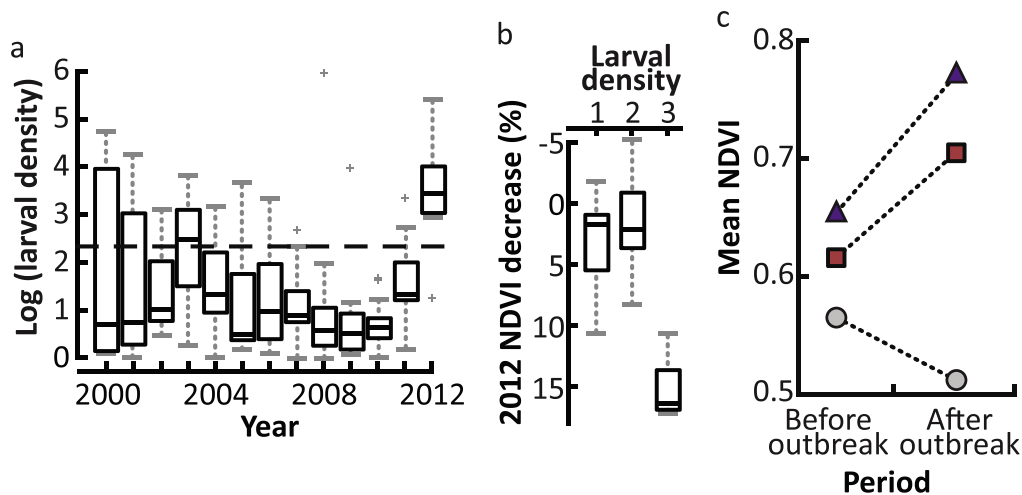 a
Log (larval density)
6
5
4
3
2
1
0
2000 2004 2008 2012
Year
b
Larval
density
1 2 3
2012 NDVI decrease (%)
-5
0
5
10
15
c
Mean NDVI
0.8
0.7
0.6
0.5
Before After
outbreak outbreak
Period